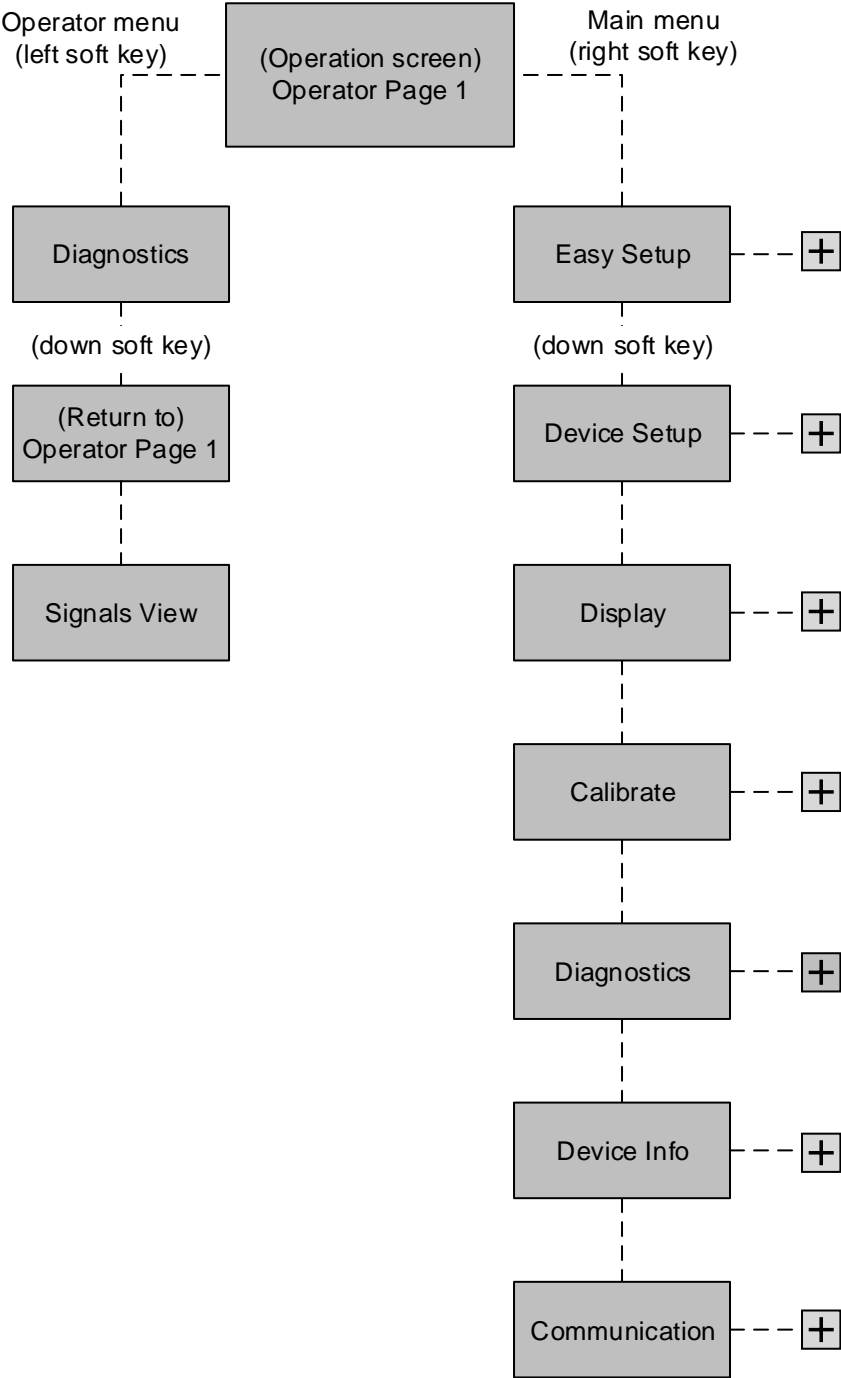 Operator menu
(left soft key)
(Operation screen)
Operator Page 1
Main menu
(right soft key)
Diagnostics
(down soft key)
(Return to)
Operator Page 1
Signals View
Easy Setup
+
(down soft key)
Device Setup
+
Display
+
Calibrate
+
Diagnostics
+
Device Info
+
Communication
+